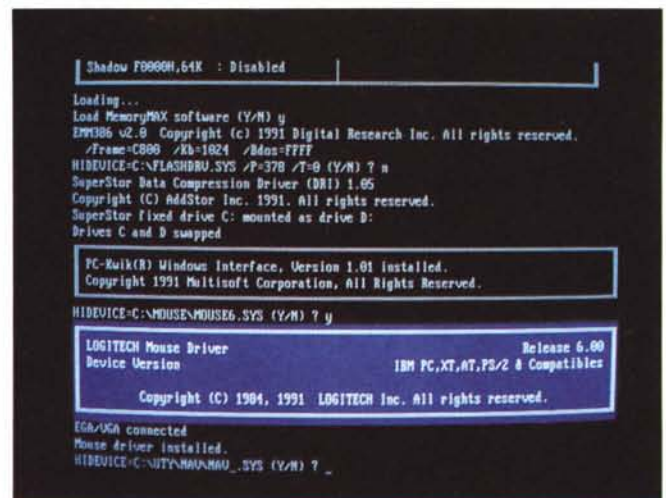 Shadow F0000H,64K : Disabled
Loading...
Load MemoryMAX software (Y/N) y
EMM386 v2.0 Copyright (c) 1991 Digital Research Inc. All rights reserved.
/Frame=C800 /Kb=1024 /Bdos=FFFF
HIDEVICE=C:\FLASHDRV.SYS /P=378 /T=0 (Y/N) ? n
SuperStor Data Compression Driver (DRI) 1.05
Copyright (C) AddStor Inc. 1991. All rights reserved.
SuperStor fixed drive C: mounted as drive D:
Drives C and D swapped
PC-Kwik(R) Windows Interface, Version 1.01 installed.
Copyright 1991 Multisoft Corporation, All Rights Reserved.
HIDEVICE=C:\MOUSE\MOUSE6.SYS (Y/N) ? y
LOGITECH Mouse Driver Release 6.00
Device Version IBM PC,XT,AT,PS/2 & Compatibles
Copyright (C) 1984, 1991 LOGITECH Inc. All rights reserved.
EGA/VGA connected
Mouse driver installed.
HIDEVICE=C:\UTY\NAV\NAV_.SYS (Y/N) ? _